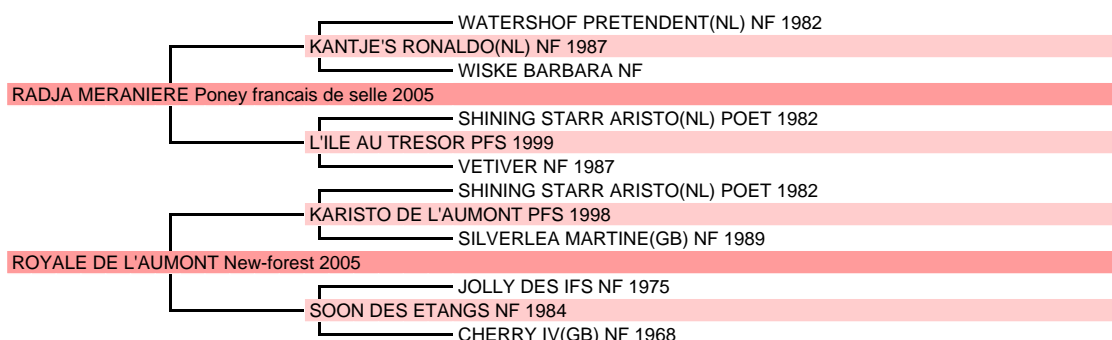 WATERSHOF PRETENDENT(NL) NF 1982
KANTJE'S RONALDO(NL) NF 1987
WISKE BARBARA NF
RADJA MERANIERE Poney francais de selle 2005
SHINING STARR ARISTO(NL) POET 1982
L'ILE AU TRESOR PFS 1999
VETIVER NF 1987
SHINING STARR ARISTO(NL) POET 1982
KARISTO DE L'AUMONT PFS 1998
SILVERLEA MARTINE(GB) NF 1989
ROYALE DE L'AUMONT New-forest 2005
JOLLY DES IFS NF 1975
SOON DES ETANGS NF 1984
CHERRY IV(GB) NF 1968